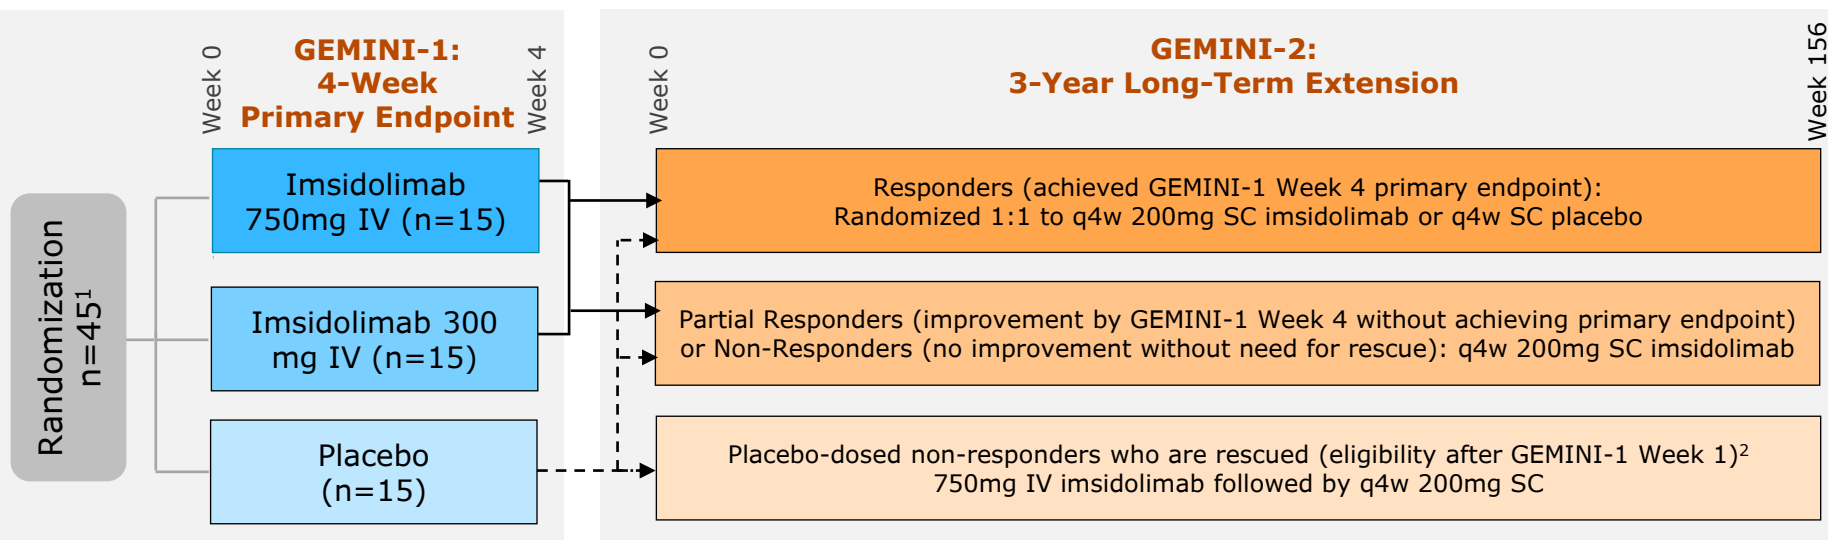 Randomization
n=45¹
Week 0
GEMINI-1:
4-Week
Primary Endpoint
Week 4
Imsidolimab
750mg IV (n=15)
Imsidolimab 300
mg IV (n=15)
Placebo
(n=15)
Week 0
GEMINI-2:
3-Year Long-Term Extension
Week 156
Responders (achieved GEMINI-1 Week 4 primary endpoint):
Randomized 1:1 to q4w 200mg SC imsidolimab or q4w SC placebo
Partial Responders (improvement by GEMINI-1 Week 4 without achieving primary endpoint)
or Non-Responders (no improvement without need for rescue): q4w 200mg SC imsidolimab
Placebo-dosed non-responders who are rescued (eligibility after GEMINI-1 Week 1)²
750mg IV imsidolimab followed by q4w 200mg SC